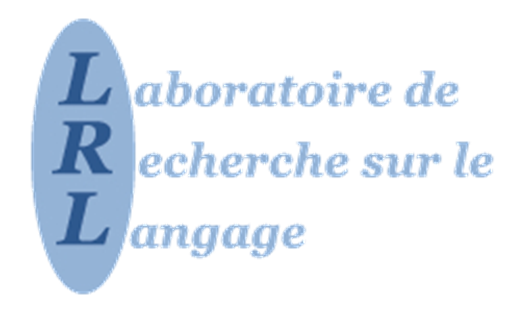 Laboratoire de
Recherche sur le
Langage